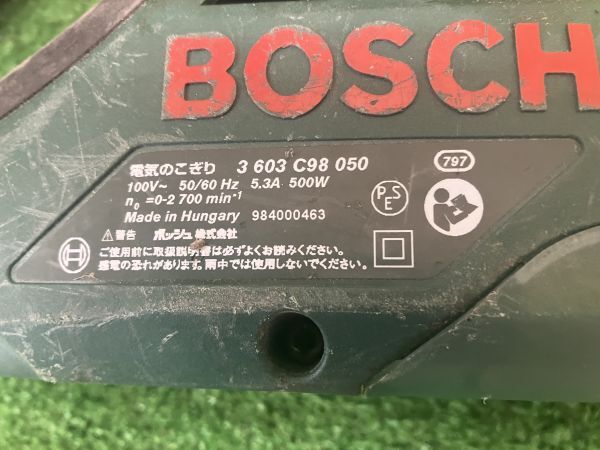 BOSCH
電気のこぎり 3 603 C98 050
797
100V~ 50/60 Hz 5.3A 500W
n₀ =0-2 700 min⁻¹
PSE
Made in Hungary 984000463
⚠警告 ボッシュ株式会社
ご使用前に取扱説明書は必ずよくお読みください。
感電の恐れがあります。雨中では使用しないでください。